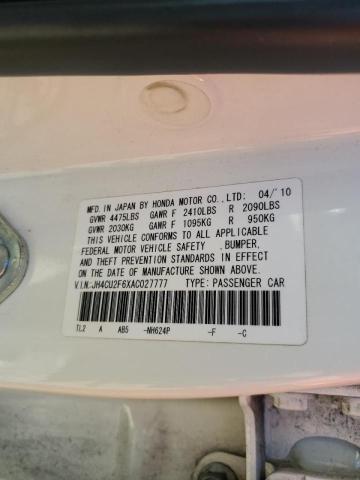 MFD. IN JAPAN BY HONDA MOTOR CO., LTD: 04/'10
GVWR 4475LBS GAWR F 2410LBS R 2090LBS
GVWR 2030KG GAWR F 1095KG R 950KG
THIS VEHICLE CONFORMS TO ALL APPLICABLE
FEDERAL MOTOR VEHICLE SAFETY , BUMPER,
AND THEFT PREVENTION STANDARDS IN EFFECT
ON THE DATE OF MANUFACTURE SHOWN ABOVE.
V.I.N.:JH4CU2F6XAC027777 TYPE: PASSENGER CAR
TL2 A AB5 -NH624P -F -C